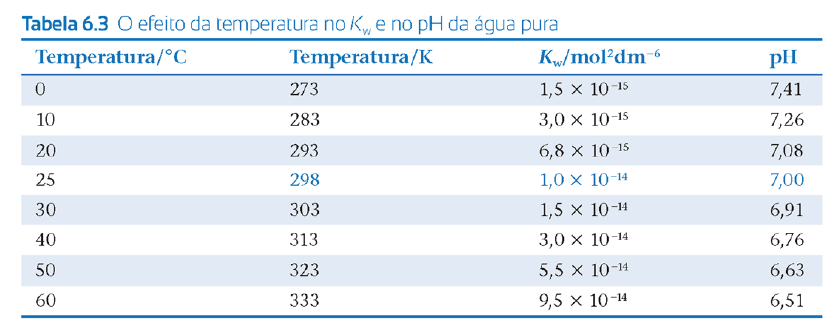 Tabela 6.3 O efeito da temperatura no Kw e no pH da água pura
Temperatura/°C Temperatura/K Kw/mol²dm⁻⁶ pH
0 273 1,5 × 10⁻¹⁵ 7,41
10 283 3,0 × 10⁻¹⁵ 7,26
20 293 6,8 × 10⁻¹⁵ 7,08
25 298 1,0 × 10⁻¹⁴ 7,00
30 303 1,5 × 10⁻¹⁴ 6,91
40 313 3,0 × 10⁻¹⁴ 6,76
50 323 5,5 × 10⁻¹⁴ 6,63
60 333 9,5 × 10⁻¹⁴ 6,51